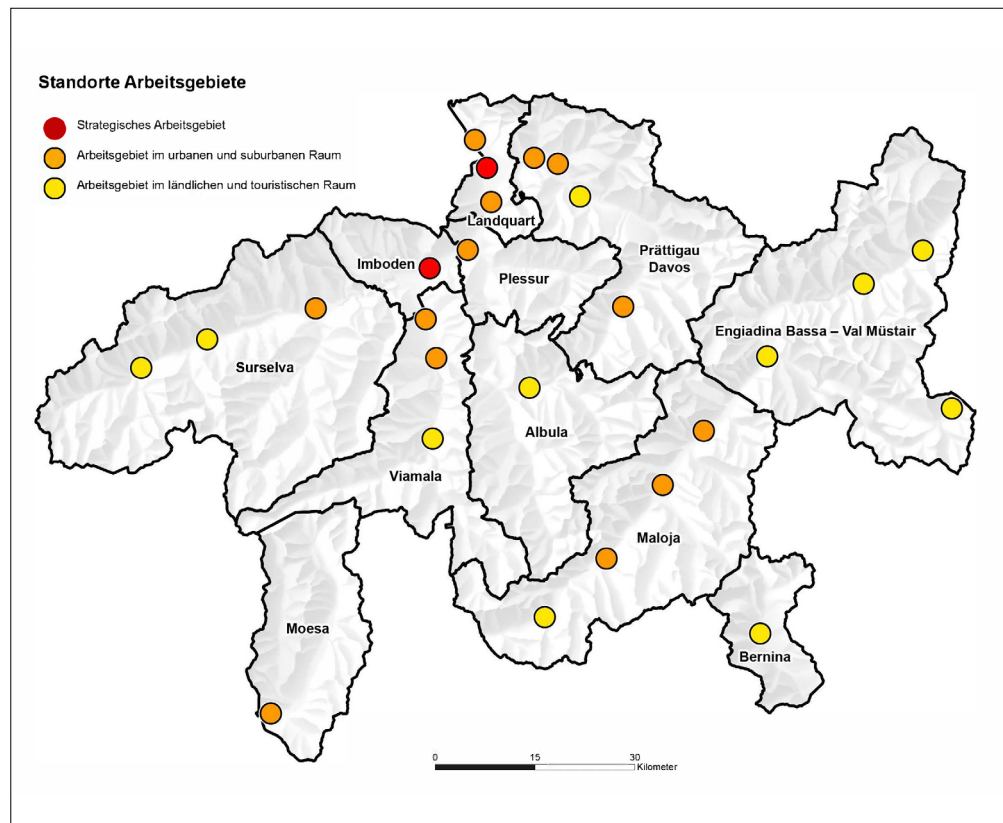 Standorte Arbeitsgebiete
Strategisches Arbeitsgebiet
Arbeitsgebiet im urbanen und suburbanen Raum
Arbeitsgebiet im ländlichen und touristischen Raum
Landquart
Imboden
Plessur
Prättigau
Davos
Engiadina Bassa – Val Müstair
Surselva
Albula
Viamala
Maloja
Moesa
Bernina
0 15 30
Kilometer